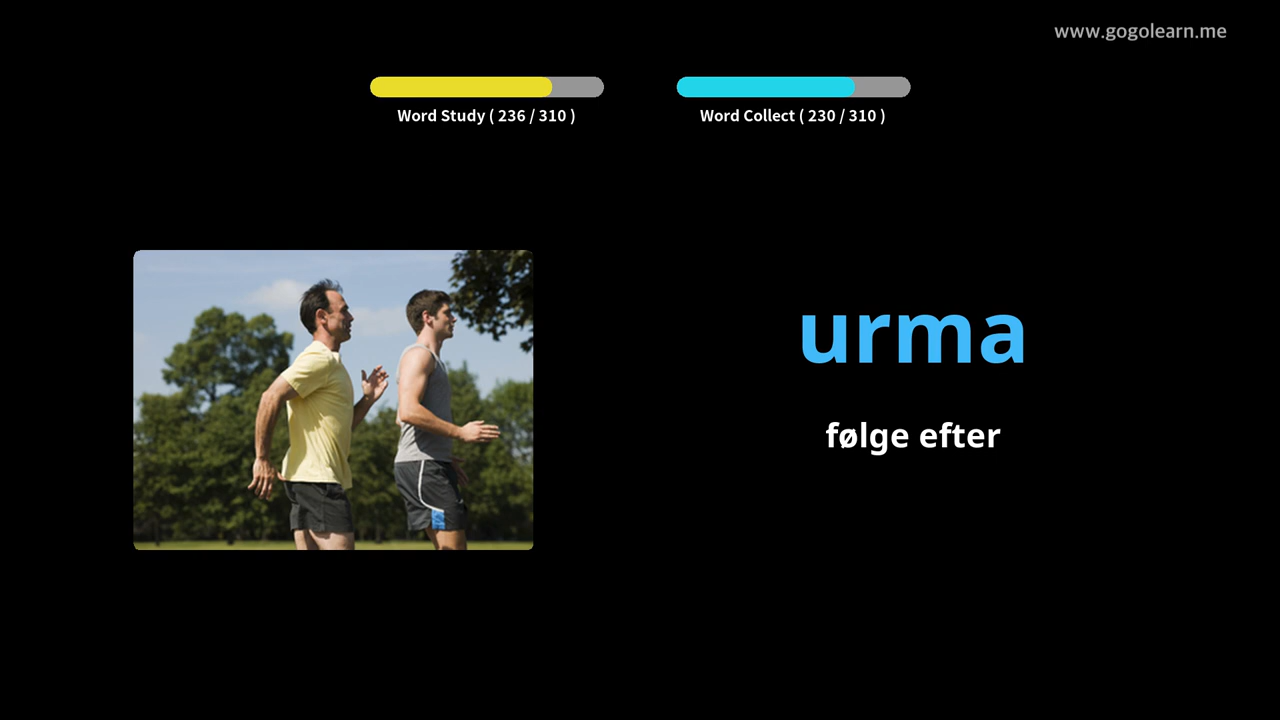 www.gogolearn.me
Word Study ( 236 / 310 )
Word Collect ( 230 / 310 )
urma
følge efter